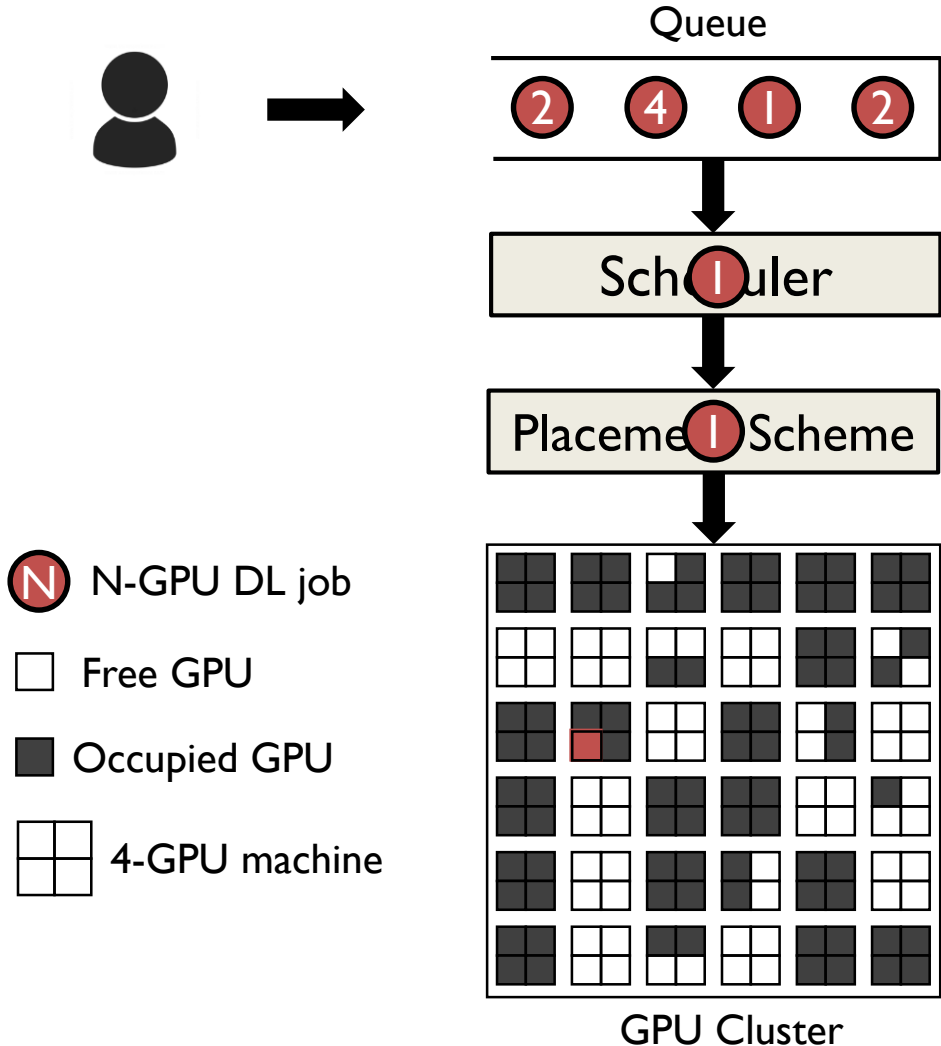 Queue
2 4 1 2
Sch 1 uler
Placeme 1 Scheme
N N-GPU DL job
Free GPU
Occupied GPU
4-GPU machine
GPU Cluster